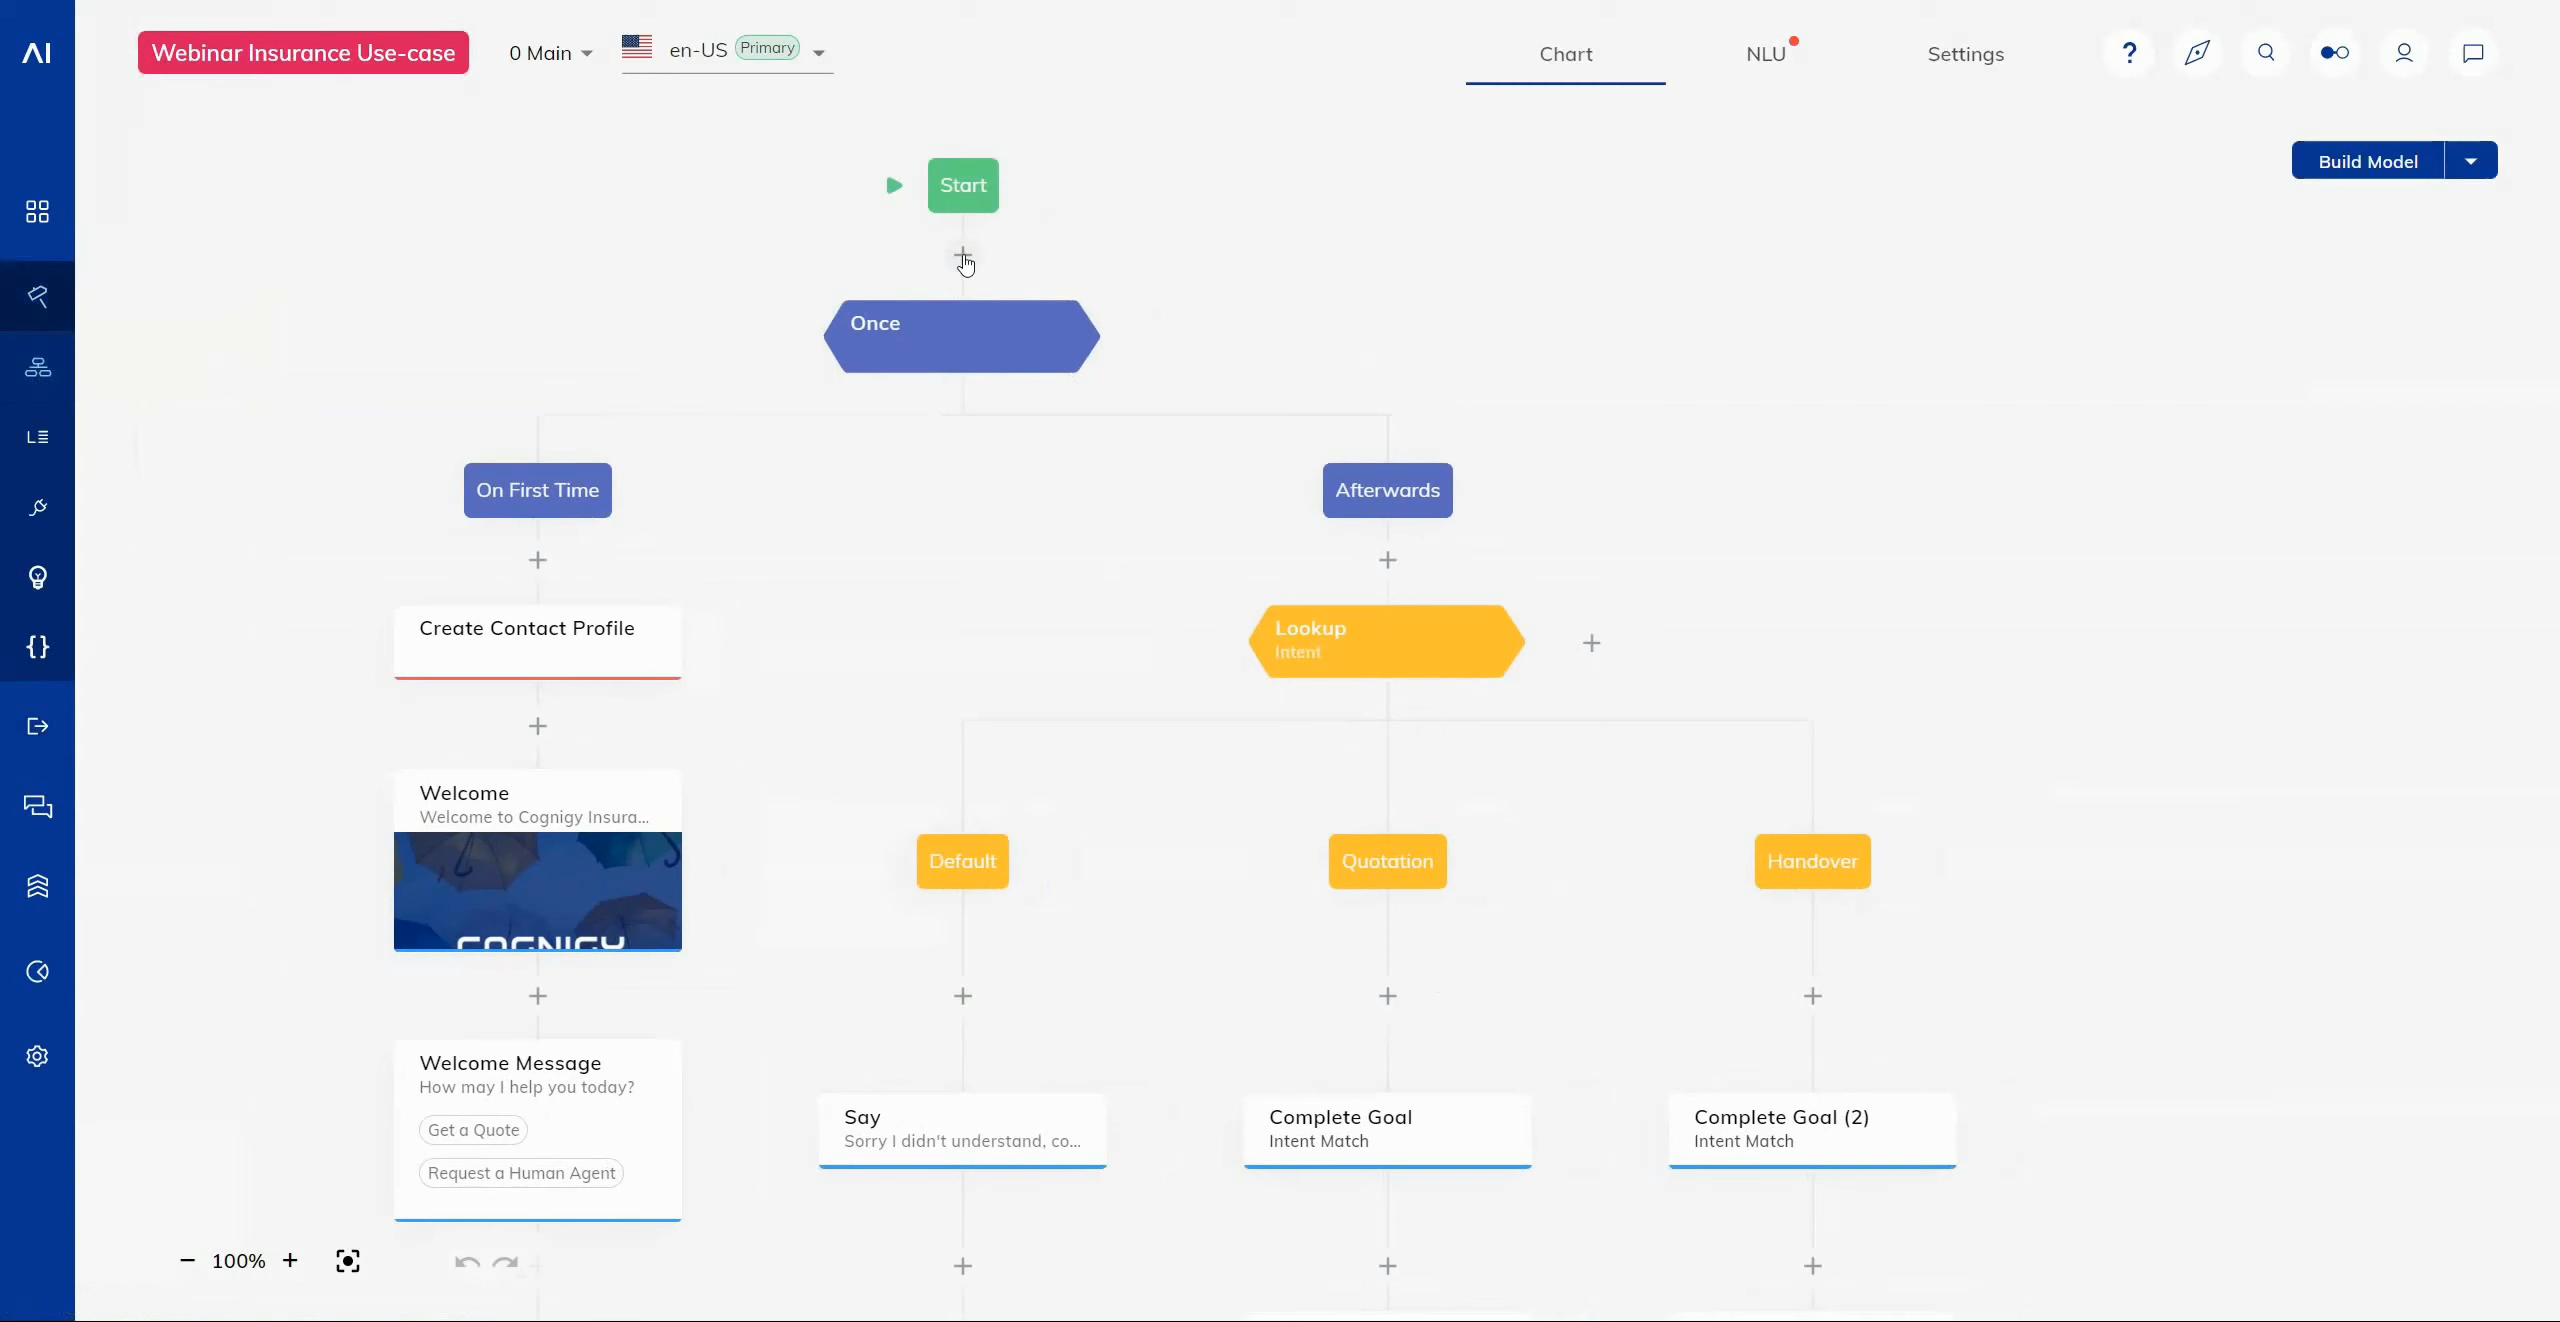 AI
Webinar Insurance Use-case
0 Main
en-US
Primary
Chart
NLU
Settings
?
Build Model
Start
Once
On First Time
Afterwards
Create Contact Profile
Lookup
Intent
Welcome
Welcome to Cognigy Insura...
COGNIGY
Default
Quotation
Handover
Welcome Message
How may I help you today?
Get a Quote
Request a Human Agent
Say
Sorry I didn't understand, co...
Complete Goal
Intent Match
Complete Goal (2)
Intent Match
100%